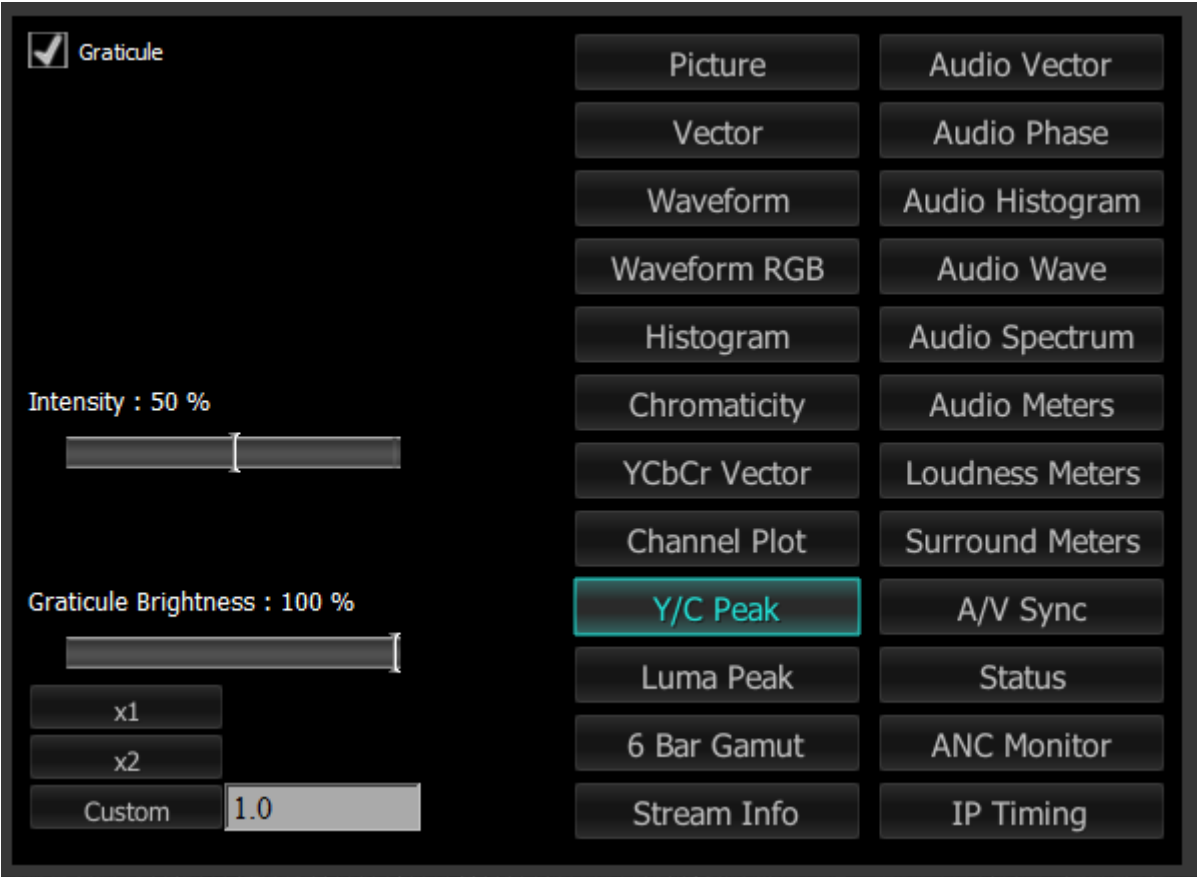 Graticule
Intensity : 50 %
Graticule Brightness : 100 %
x1
x2
Custom 1.0
Picture
Vector
Waveform
Waveform RGB
Histogram
Chromaticity
YCbCr Vector
Channel Plot
Y/C Peak
Luma Peak
6 Bar Gamut
Stream Info
Audio Vector
Audio Phase
Audio Histogram
Audio Wave
Audio Spectrum
Audio Meters
Loudness Meters
Surround Meters
A/V Sync
Status
ANC Monitor
IP Timing